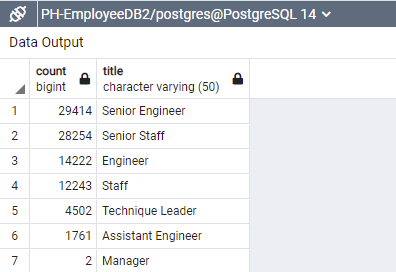 PH-EmployeeDB2/postgres@PostgreSQL 14
Data Output
count bigint title character varying (50)
1 29414 Senior Engineer
2 28254 Senior Staff
3 14222 Engineer
4 12243 Staff
5 4502 Technique Leader
6 1761 Assistant Engineer
7 2 Manager